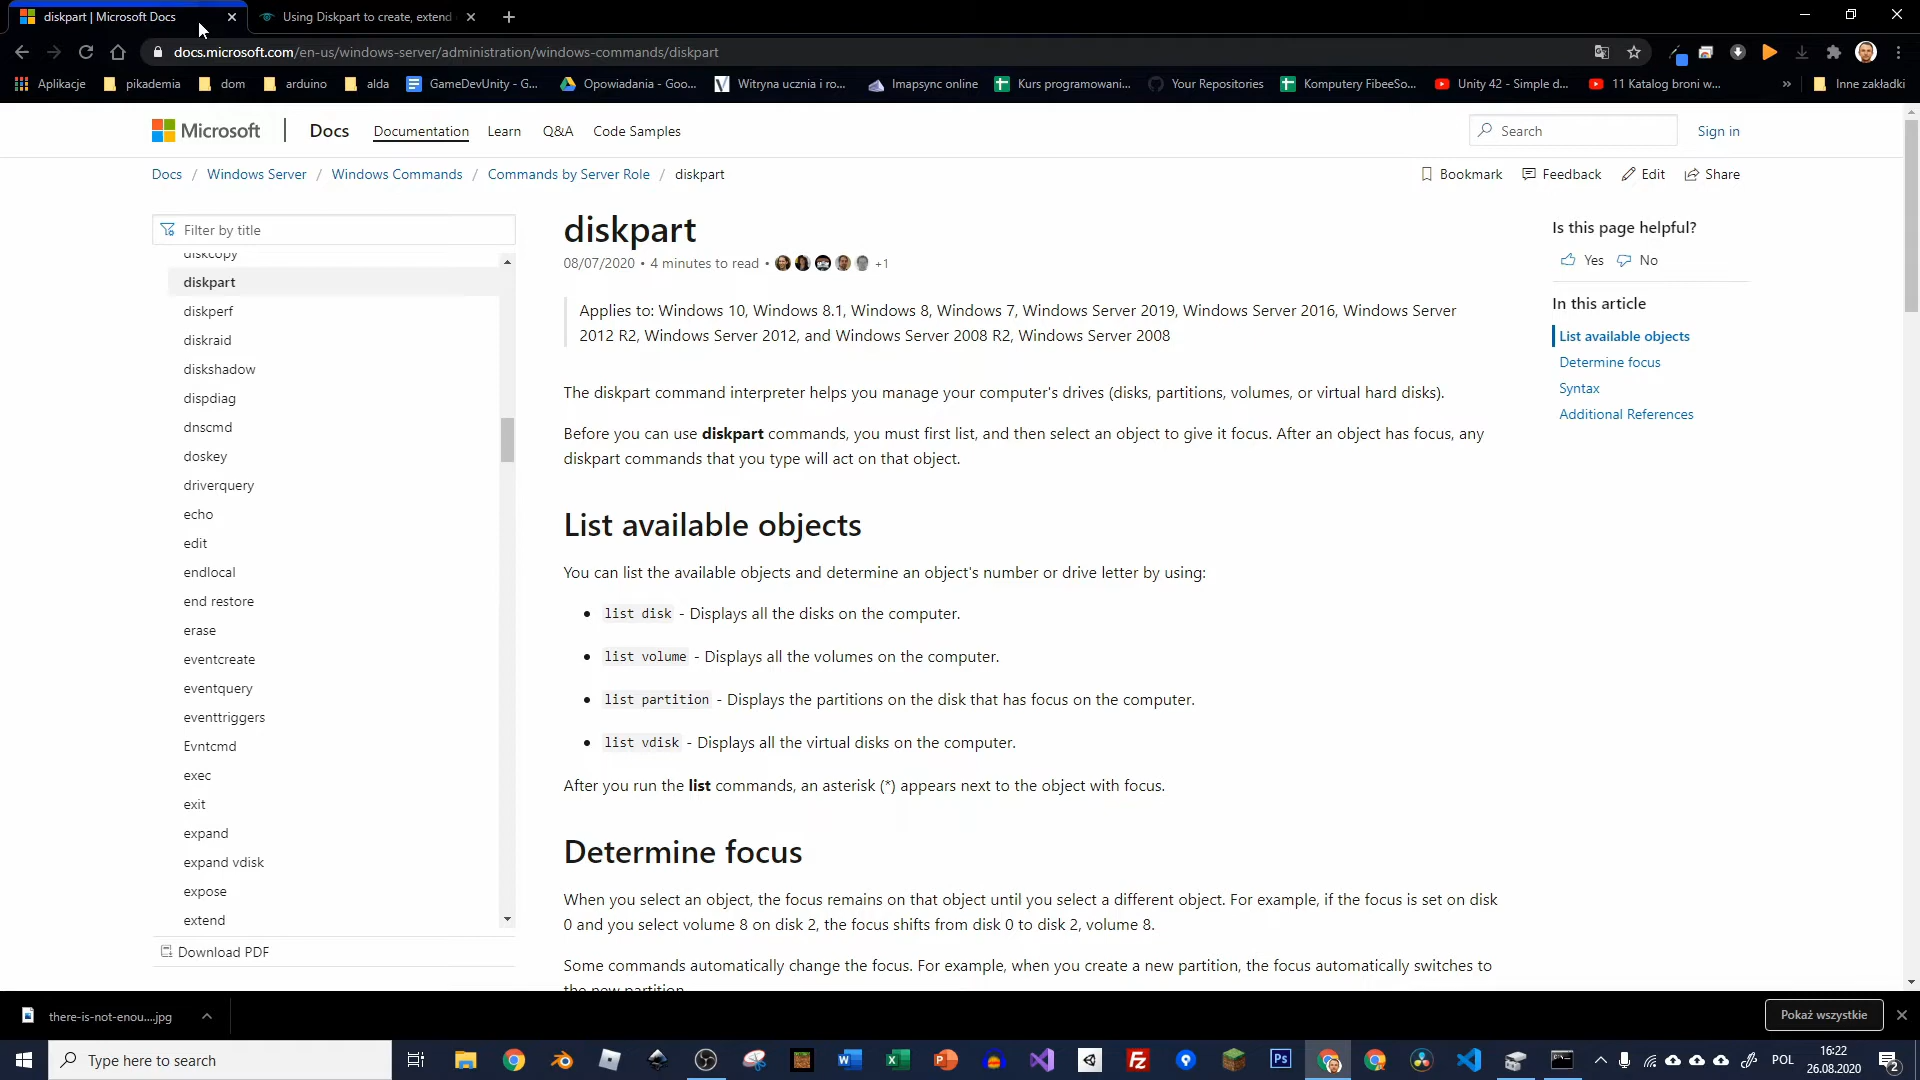 diskpart | Microsoft Docs
Using Diskpart to create, extend
docs.microsoft.com/en-us/windows-server/administration/windows-commands/diskpart
Aplikacje
pikademia
dom
arduino
alda
GameDevUnity - G...
Opowiadania - Goo...
Witryna ucznia i ro...
Imapsync online
Kurs programowani...
Your Repositories
Komputery FibeeSo...
Unity 42 - Simple d...
11 Katalog broni w...
»
Inne zakładki
Microsoft
Docs
Documentation
Learn
Q&A
Code Samples
Search
Sign in
Docs / Windows Server / Windows Commands / Commands by Server Role / diskpart
Bookmark
Feedback
Edit
Share
Filter by title
diskcopy
diskpart
diskperf
diskraid
diskshadow
dispdiag
dnscmd
doskey
driverquery
echo
edit
endlocal
end restore
erase
eventcreate
eventquery
eventtriggers
Evntcmd
exec
exit
expand
expand vdisk
expose
extend
Download PDF
diskpart
08/07/2020 • 4 minutes to read • +1
Applies to: Windows 10, Windows 8.1, Windows 8, Windows 7, Windows Server 2019, Windows Server 2016, Windows Server
2012 R2, Windows Server 2012, and Windows Server 2008 R2, Windows Server 2008
The diskpart command interpreter helps you manage your computer's drives (disks, partitions, volumes, or virtual hard disks).
Before you can use diskpart commands, you must first list, and then select an object to give it focus. After an object has focus, any
diskpart commands that you type will act on that object.
List available objects
You can list the available objects and determine an object's number or drive letter by using:
• list disk - Displays all the disks on the computer.
• list volume - Displays all the volumes on the computer.
• list partition - Displays the partitions on the disk that has focus on the computer.
• list vdisk - Displays all the virtual disks on the computer.
After you run the list commands, an asterisk (*) appears next to the object with focus.
Determine focus
When you select an object, the focus remains on that object until you select a different object. For example, if the focus is set on disk
0 and you select volume 8 on disk 2, the focus shifts from disk 0 to disk 2, volume 8.
Some commands automatically change the focus. For example, when you create a new partition, the focus automatically switches to
the new partition.
Is this page helpful?
Yes
No
In this article
List available objects
Determine focus
Syntax
Additional References
there-is-not-enou....jpg
Pokaż wszystkie
Type here to search
POL
16:22
26.08.2020
2